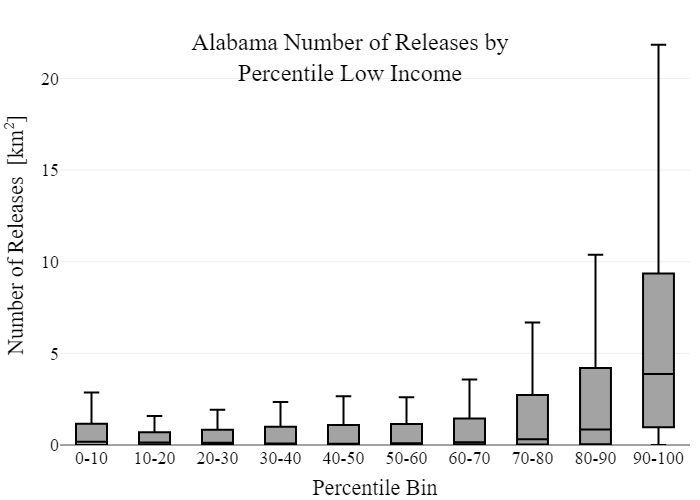 Alabama Number of Releases by
Percentile Low Income
Number of Releases [km²]
20
15
10
5
0
0-10 10-20 20-30 30-40 40-50 50-60 60-70 70-80 80-90 90-100
Percentile Bin